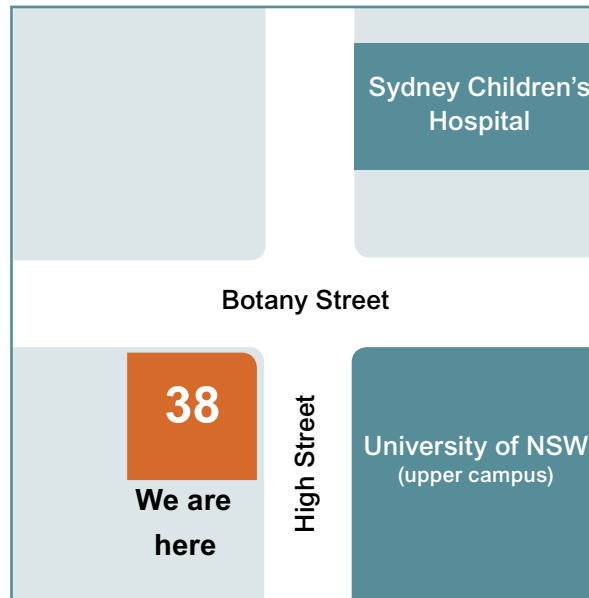 Sydney Children's
Hospital
Botany Street
38
We are
here
High Street
University of NSW
(upper campus)